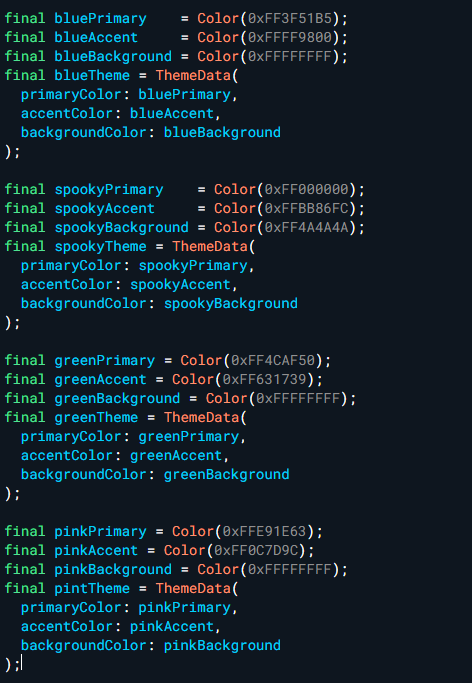 final bluePrimary    = Color(0xFF3F51B5);
final blueAccent     = Color(0xFFFF9800);
final blueBackground = Color(0xFFFFFFFF);
final blueTheme = ThemeData(
  primaryColor: bluePrimary,
  accentColor: blueAccent,
  backgroundColor: blueBackground
);

final spookyPrimary    = Color(0xFF000000);
final spookyAccent     = Color(0xFFBB86FC);
final spookyBackground = Color(0xFF4A4A4A);
final spookyTheme = ThemeData(
  primaryColor: spookyPrimary,
  accentColor: spookyAccent,
  backgroundColor: spookyBackground
);

final greenPrimary = Color(0xFF4CAF50);
final greenAccent = Color(0xFF631739);
final greenBackground = Color(0xFFFFFFFF);
final greenTheme = ThemeData(
  primaryColor: greenPrimary,
  accentColor: greenAccent,
  backgroundColor: greenBackground
);

final pinkPrimary = Color(0xFFE91E63);
final pinkAccent = Color(0xFF0C7D9C);
final pinkBackground = Color(0xFFFFFFFF);
final pintTheme = ThemeData(
  primaryColor: pinkPrimary,
  accentColor: pinkAccent,
  backgroundColor: pinkBackground
);